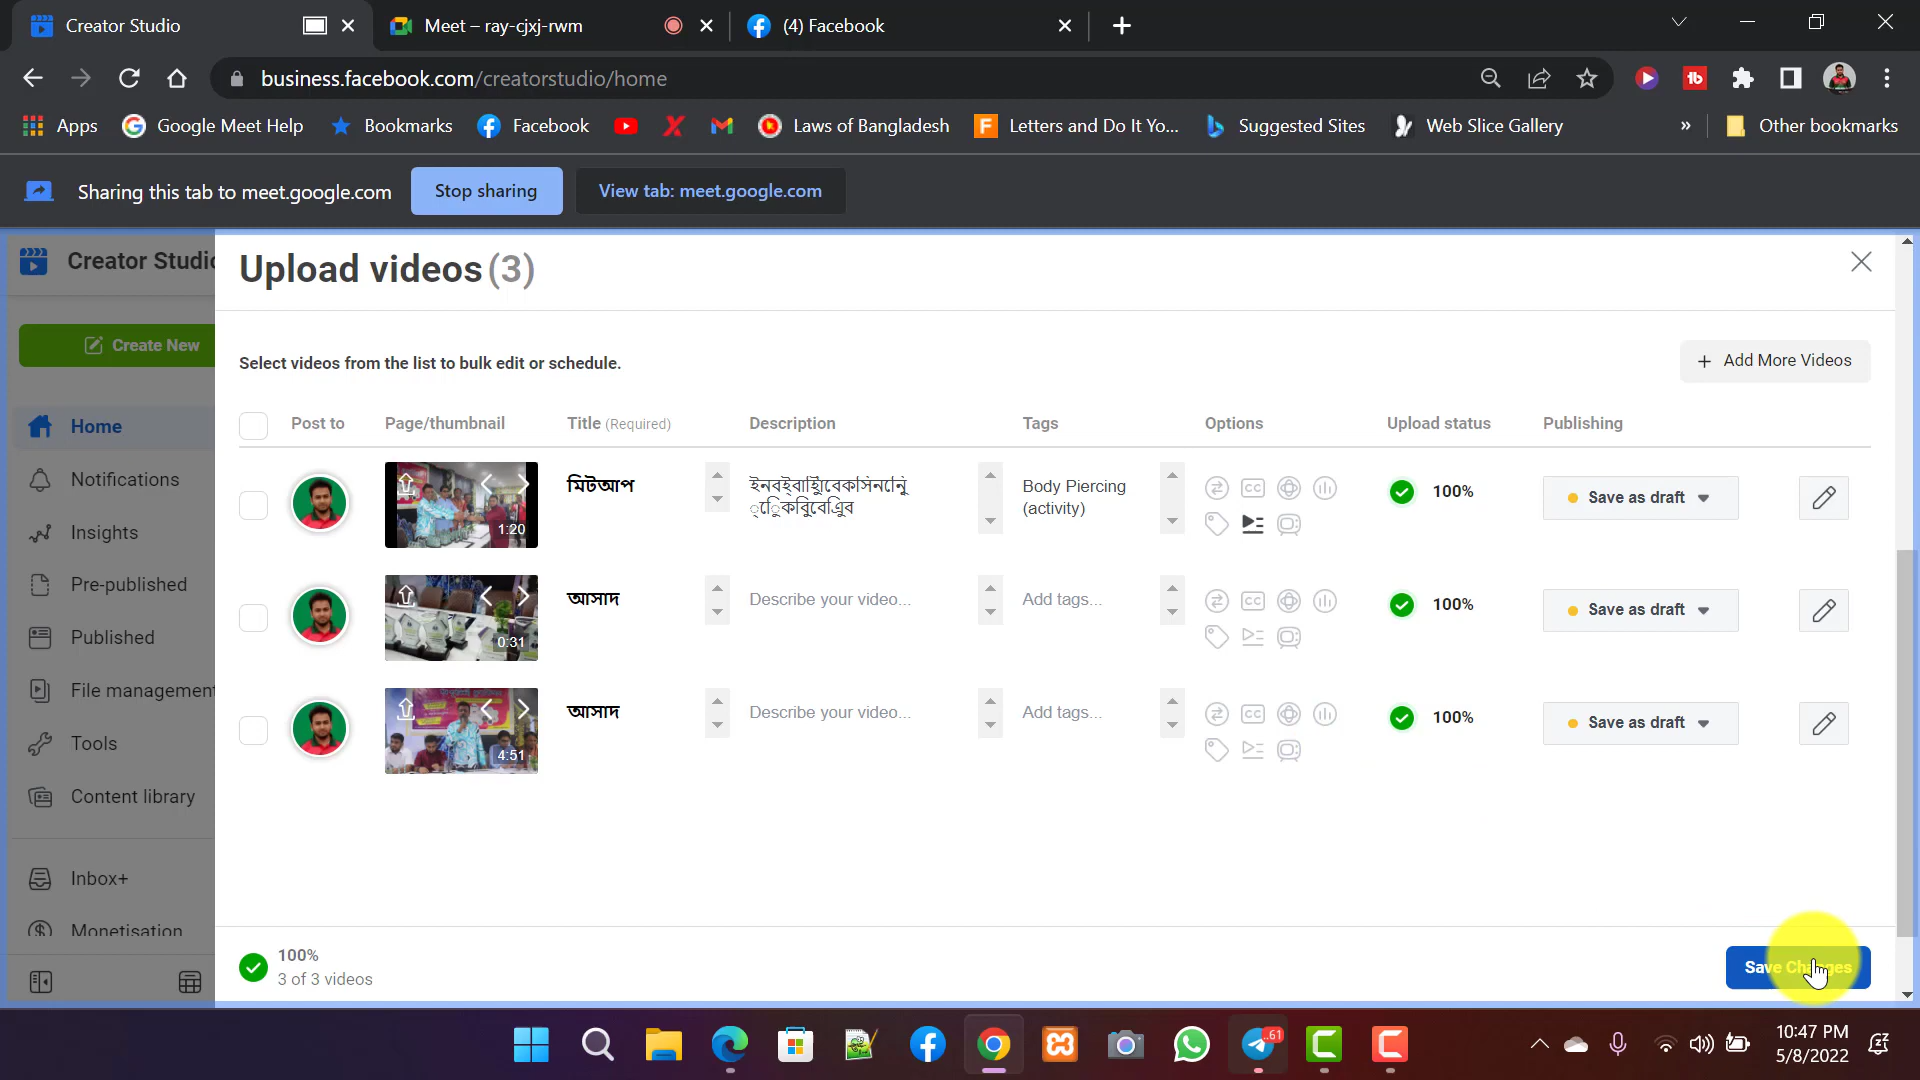 Creator Studio
Meet – ray-cjxj-rwm
(4) Facebook
business.facebook.com/creatorstudio/home
Apps
Google Meet Help
Bookmarks
Facebook
Laws of Bangladesh
Letters and Do It Yo...
Suggested Sites
Web Slice Gallery
»
Other bookmarks
Sharing this tab to meet.google.com
Stop sharing
View tab: meet.google.com
Creator Studio
Upload videos (3)
Create New
Select videos from the list to bulk edit or schedule.
+ Add More Videos
Home
Notifications
Insights
Pre-published
Published
File management
Tools
Content library
Inbox+
Monetisation
Post to
Page/thumbnail
Title (Required)
Description
Tags
Options
Upload status
Publishing
1:20
মিটআপ
Body Piercing
(activity)
CC
100%
Save as draft
0:31
আসাদ
Describe your video...
Add tags...
CC
100%
Save as draft
4:51
আসাদ
Describe your video...
Add tags...
CC
100%
Save as draft
100%
3 of 3 videos
Save Changes
61
10:47 PM
5/8/2022